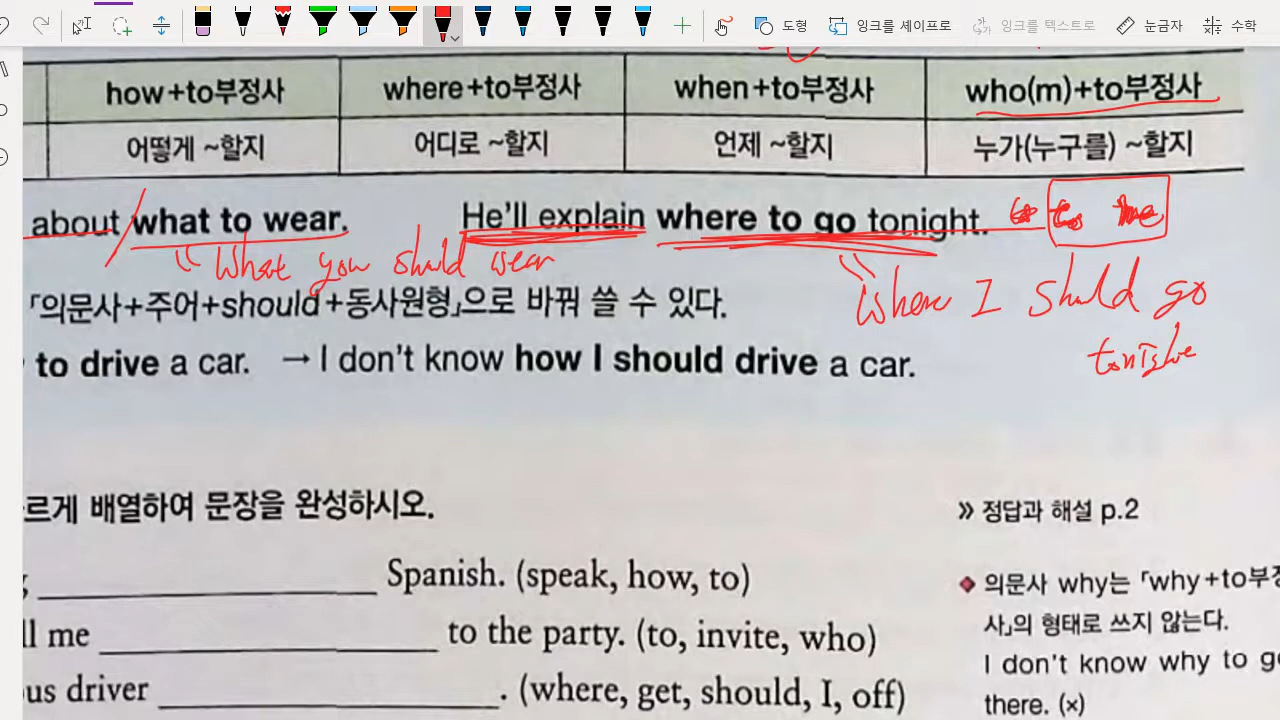 도형 잉크를 셰이프로 잉크를 텍스트로 눈금자 수학
how+to부정사 where+to부정사 when+to부정사 who(m)+to부정사
어떻게 ~할지 어디로 ~할지 언제 ~할지 누가(누구를) ~할지
about what to wear. He'll explain where to go tonight. to me
What you should wear
where I should go
「의문사+주어+should+동사원형」으로 바꿔 쓸 수 있다.
to drive a car. → I don't know how I should drive a car.
르게 배열하여 문장을 완성하시오.
» 정답과 해설 p.2
Spanish. (speak, how, to)
ll me to the party. (to, invite, who)
us driver . (where, get, should, I, off)
◆ 의문사 why는 「why+to부정
사」의 형태로 쓰지 않는다.
I don't know why to go
there. (×)